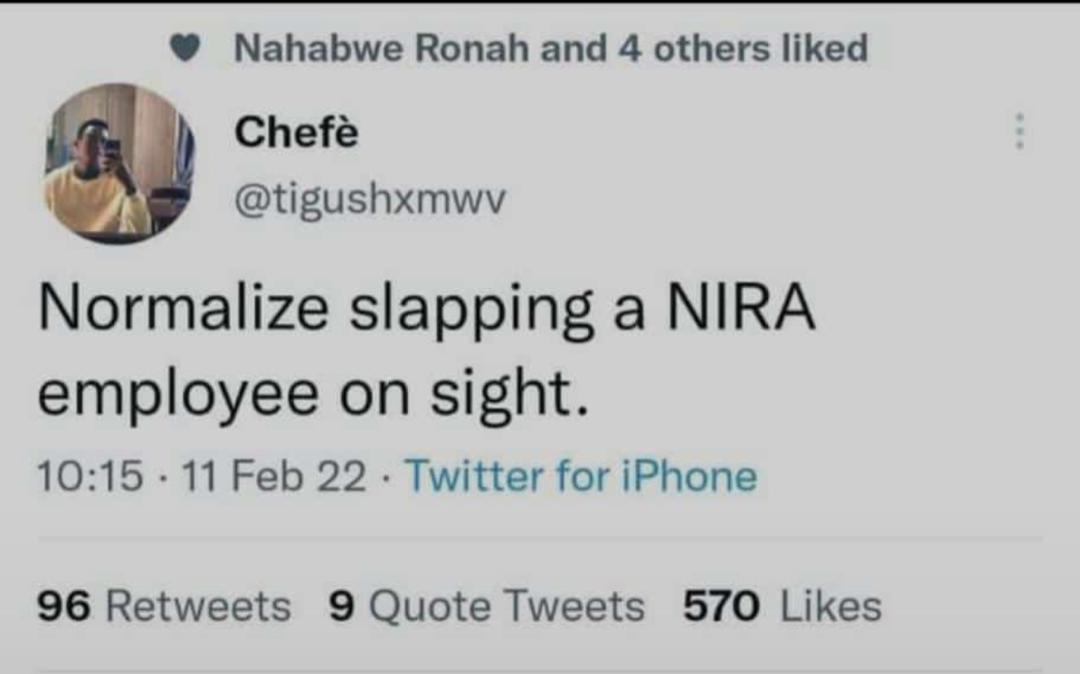 Nahabwe Ronah and 4 others liked
Chefè
@tigushxmwv
Normalize slapping a NIRA
employee on sight.
10:15 · 11 Feb 22 · Twitter for iPhone
96 Retweets 9 Quote Tweets 570 Likes